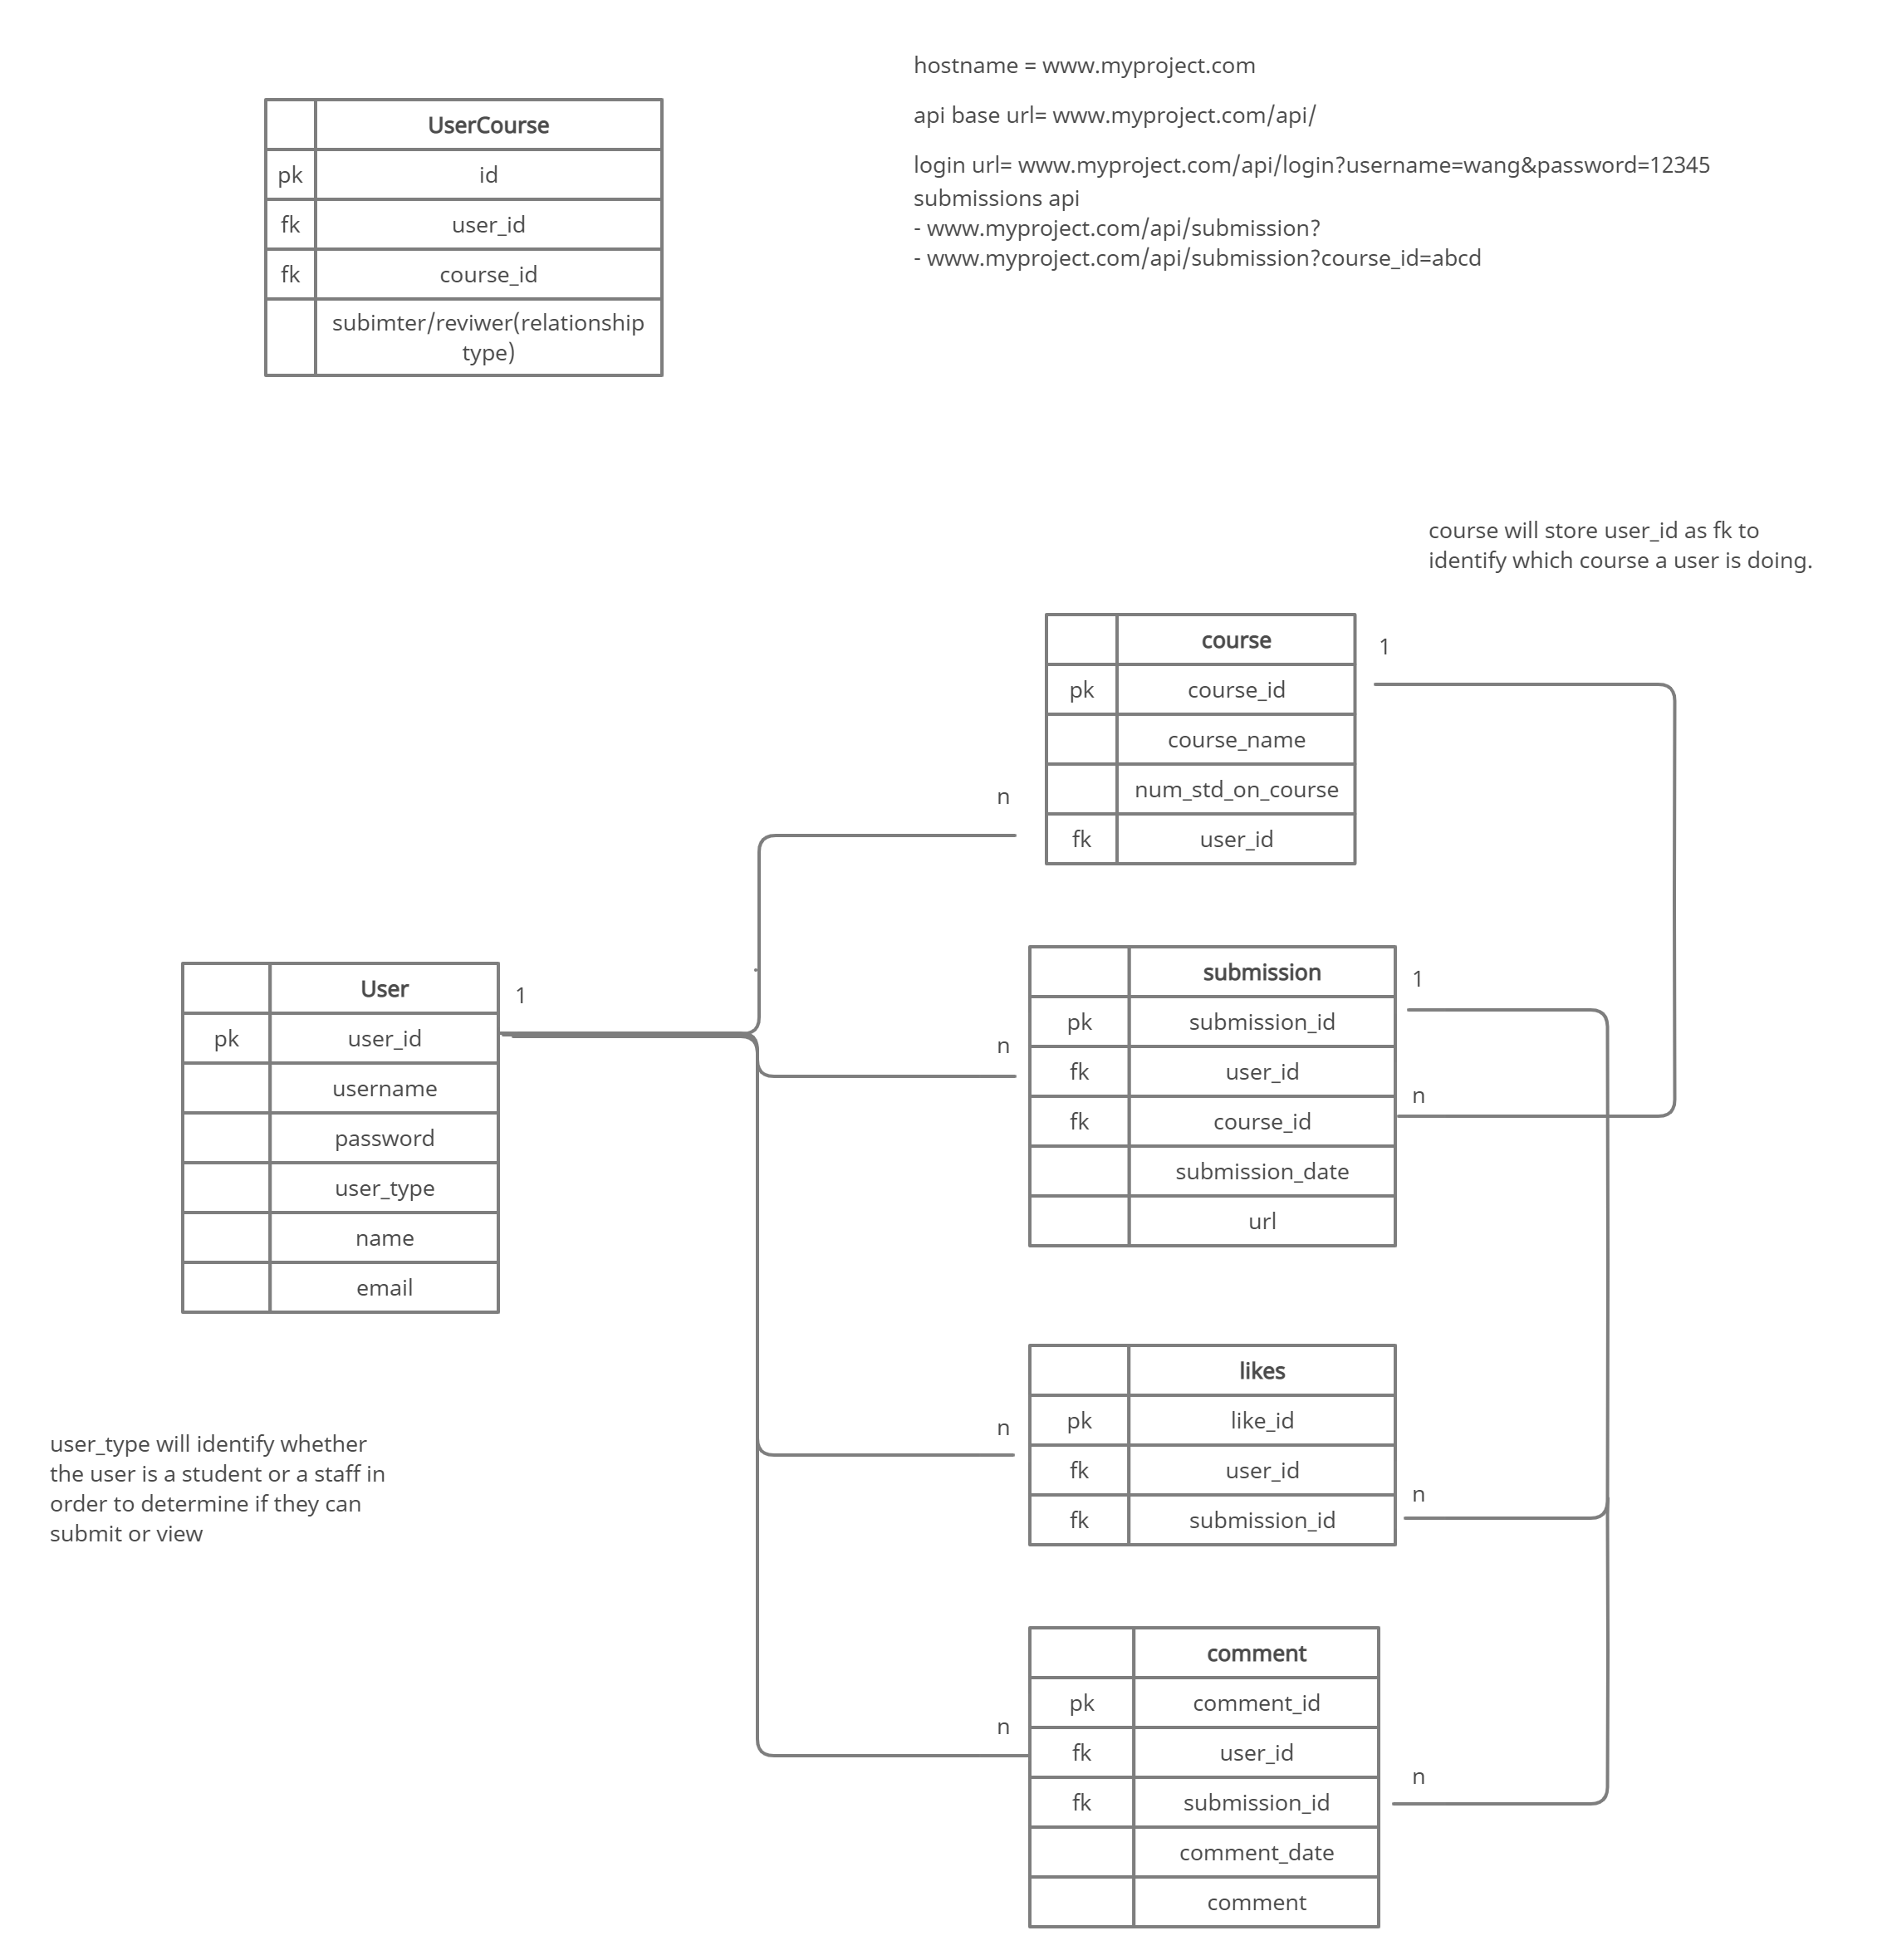 hostname = www.myproject.com
api base url= www.myproject.com/api/
login url= www.myproject.com/api/login?username=wang&password=12345
submissions api
- www.myproject.com/api/submission?
- www.myproject.com/api/submission?course_id=abcd
UserCourse
pk id
fk user_id
fk course_id
subimter/reviwer(relationship
type)
course will store user_id as fk to
identify which course a user is doing.
course
1
pk course_id
course_name
num_std_on_course
n
fk user_id
User
1
pk user_id
username
password
user_type
name
email
user_type will identify whether
the user is a student or a staff in
order to determine if they can
submit or view
submission
1
pk submission_id
n
fk user_id
n
fk course_id
submission_date
url
likes
pk like_id
n
fk user_id
n
fk submission_id
comment
pk comment_id
n
fk user_id
n
fk submission_id
comment_date
comment